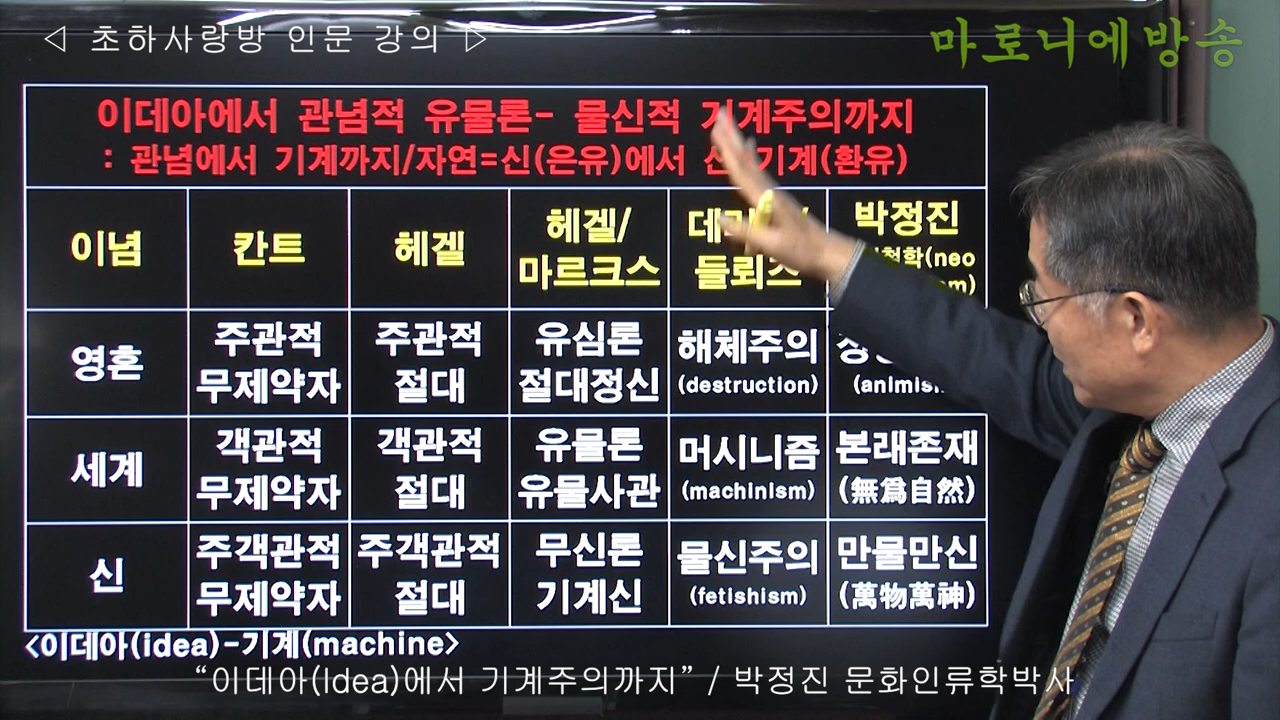 ◁ 초하사랑방 인문 강의 ▷
마로니에방송
이데아에서 관념적 유물론- 물신적 기계주의까지
: 관념에서 기계까지/자연=신(은유)에서 기계(환유)
이념
칸트
헤겔
헤겔/
마르크스
들뢰즈
박정진
(neo
영혼
주관적
무제약자
주관적
절대
유심론
절대정신
해체주의
(destruction)
세계
객관적
무제약자
객관적
절대
유물론
유물사관
머시니즘
(machinism)
본래존재
(無爲自然)
신
주객관적
무제약자
주객관적
절대
무신론
기계신
물신주의
(fetishism)
만물만신
(萬物萬神)
<이데아(idea)-기계(machine>
“이데아(Idea)에서 기계주의까지” / 박정진 문화인류학박사